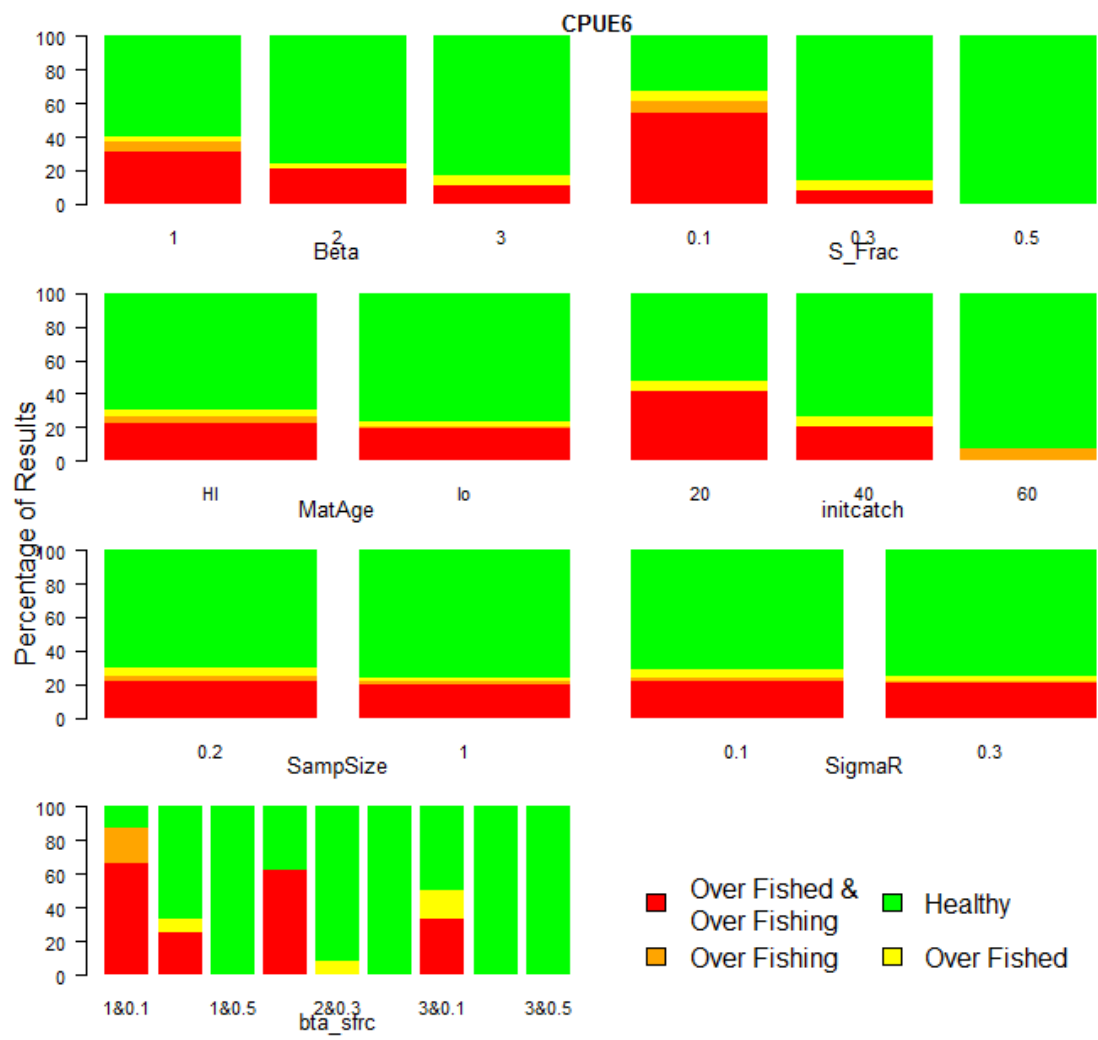 CPUE6
100
80
60
40
20
0
1 2 3
Beta
0.1 0.3 0.5
S_Frac
100
80
60
40
20
0
HI lo
MatAge
20 40 60
initcatch
Percentage of Results
100
80
60
40
20
0
0.2 1
SampSize
0.1 0.3
SigmaR
100
80
60
40
20
0
1&0.1 1&0.5 2&0.3 3&0.1 3&0.5
bta_sfrc
Over Fished &
Over Fishing
Healthy
Over Fishing
Over Fished